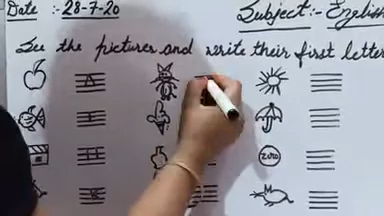 Date :- 28-7-20 Subject:- English
See the pictures and write their first letter
A
I
H
zero
K